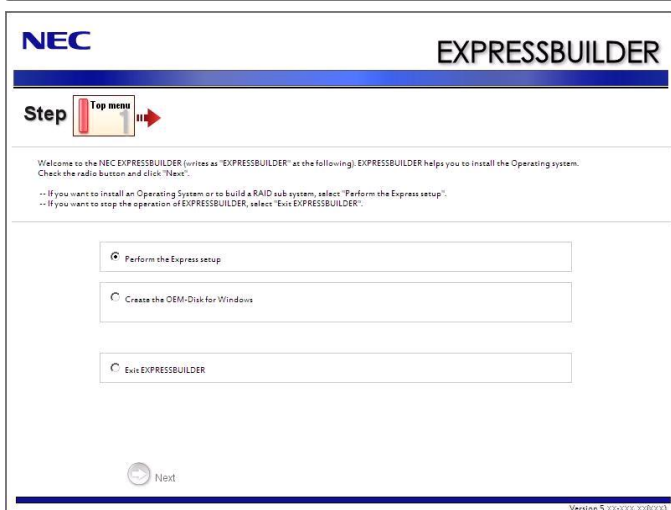 NEC
EXPRESSBUILDER
Step
Top menu
1
Welcome to the NEC EXPRESSBUILDER (writes as "EXPRESSBUILDER" at the following). EXPRESSBUILDER helps you to install the Operating system.
Check the radio button and click "Next".
-- If you want to install an Operating System or to build a RAID sub system, select "Perform the Express setup".
-- If you want to stop the operation of EXPRESSBUILDER, select "Exit EXPRESSBUILDER".
Perform the Express setup
Create the OEM-Disk for Windows
Exit EXPRESSBUILDER
Next
Version 5.